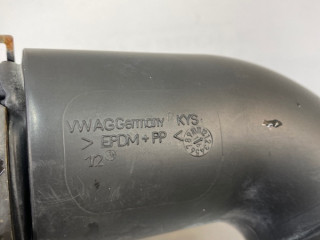 VWAG Germany KYS
> EPDM + PP <
12